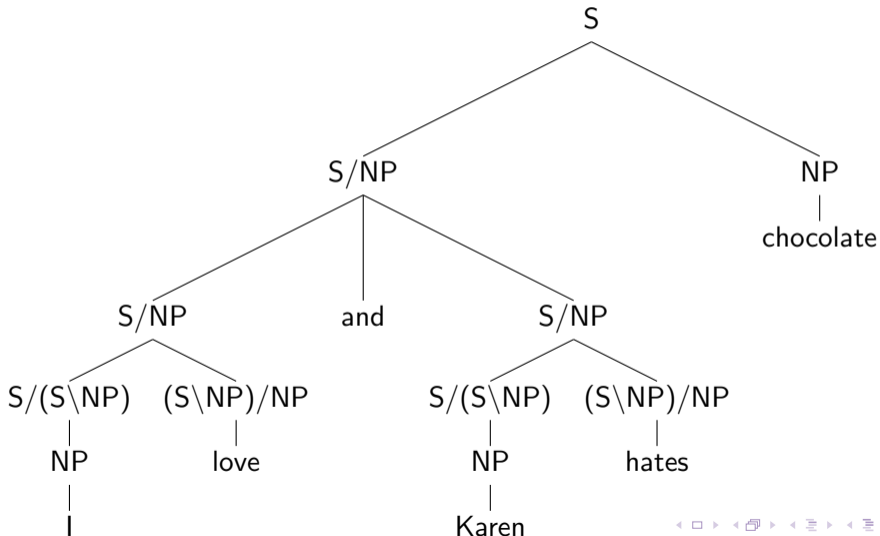 S
S/NP NP
chocolate
S/NP and S/NP
S/(S\NP) (S\NP)/NP S/(S\NP) (S\NP)/NP
NP love NP hates
I Karen